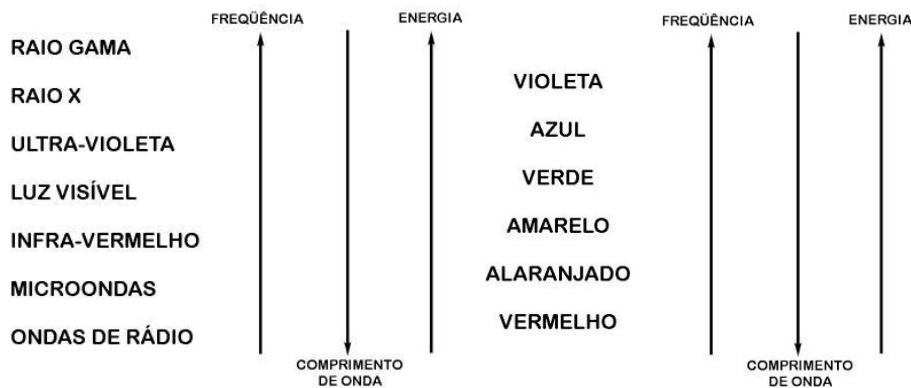 FREQÜÊNCIA
ENERGIA
RAIO GAMA
RAIO X
ULTRA-VIOLETA
LUZ VISÍVEL
INFRA-VERMELHO
MICROONDAS
ONDAS DE RÁDIO
COMPRIMENTO
DE ONDA
FREQÜÊNCIA
ENERGIA
VIOLETA
AZUL
VERDE
AMARELO
ALARANJADO
VERMELHO
COMPRIMENTO
DE ONDA